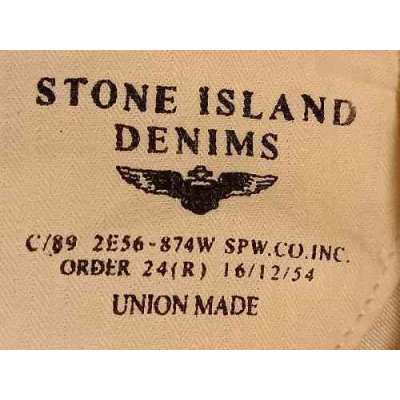 STONE ISLAND
DENIMS
C/89 2E56-874W SPW.CO.INC.
ORDER 24(R) 16/12/54
UNION MADE